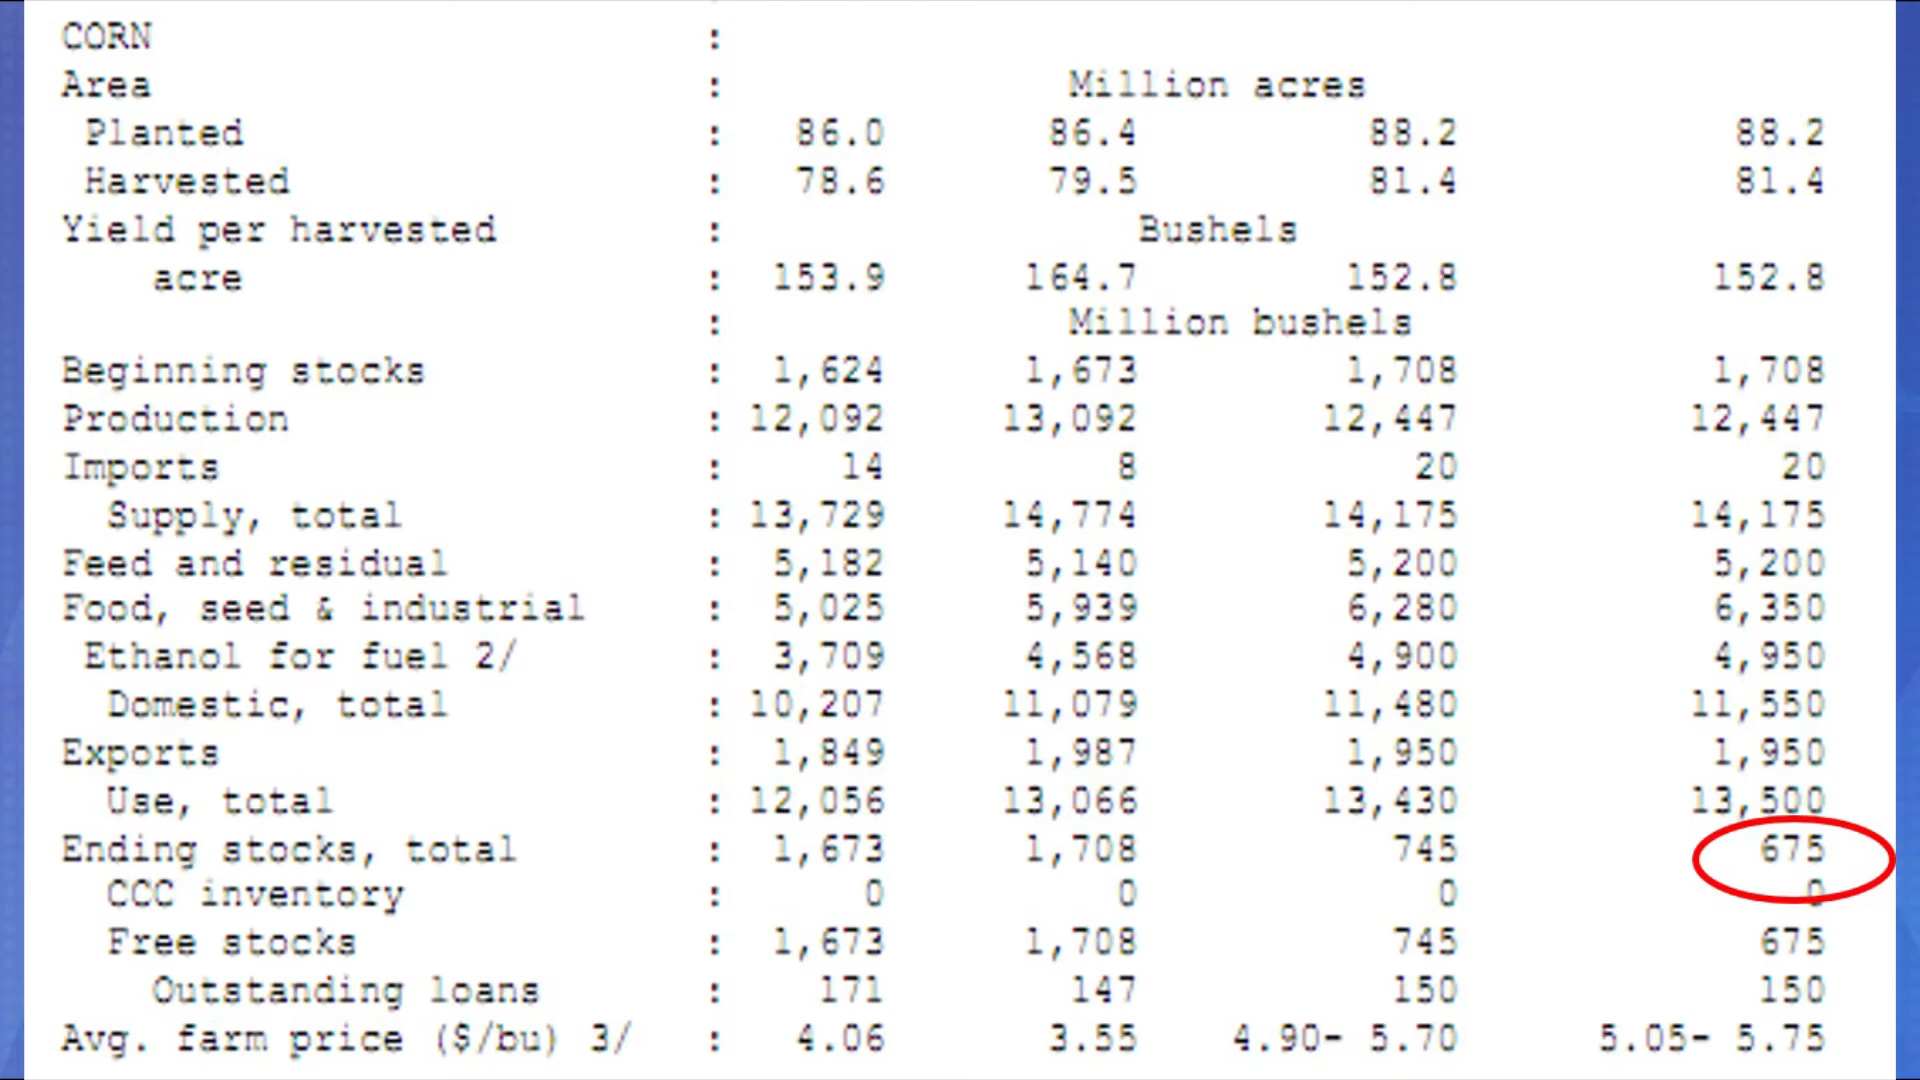 CORN :
Area : Million acres
Planted : 86.0 86.4 88.2 88.2
Harvested : 78.6 79.5 81.4 81.4
Yield per harvested : Bushels
acre : 153.9 164.7 152.8 152.8
: Million bushels
Beginning stocks : 1,624 1,673 1,708 1,708
Production : 12,092 13,092 12,447 12,447
Imports : 14 8 20 20
Supply, total : 13,729 14,774 14,175 14,175
Feed and residual : 5,182 5,140 5,200 5,200
Food, seed & industrial : 5,025 5,939 6,280 6,350
Ethanol for fuel 2/ : 3,709 4,568 4,900 4,950
Domestic, total : 10,207 11,079 11,480 11,550
Exports : 1,849 1,987 1,950 1,950
Use, total : 12,056 13,066 13,430 13,500
Ending stocks, total : 1,673 1,708 745 675
CCC inventory : 0 0 0 0
Free stocks : 1,673 1,708 745 675
Outstanding loans : 171 147 150 150
Avg. farm price ($/bu) 3/ : 4.06 3.55 4.90- 5.70 5.05- 5.75